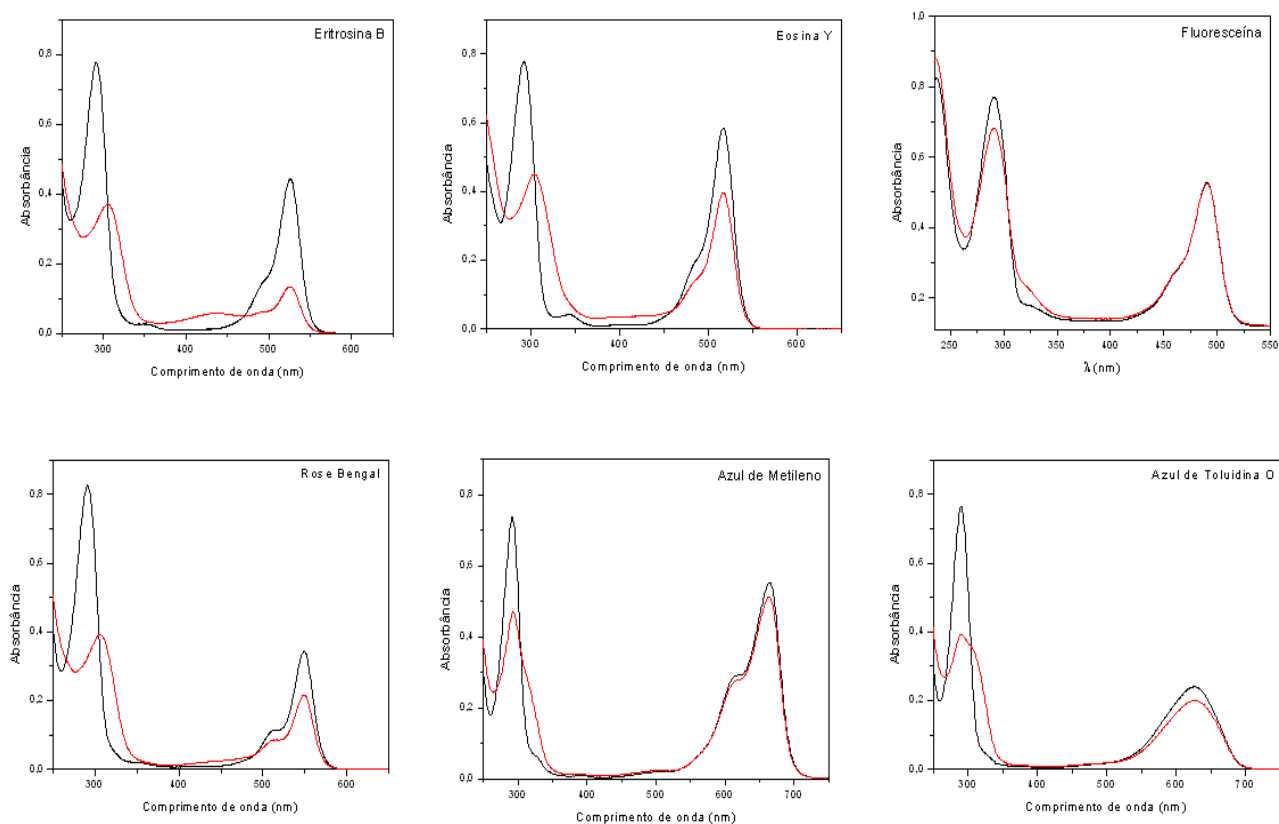 Eritrosina B
Absorbância
0,8
0,6
0,4
0,2
0,0
300 400 500 600
Comprimento de onda (nm)
Eosina Y
Absorbância
0,8
0,6
0,4
0,2
0,0
300 400 500 600
Comprimento de onda (nm)
Fluoresceína
Absorbância
1,0
0,8
0,6
0,4
0,2
250 300 350 400 450 500 550
λ (nm)
Rose Bengal
Absorbância
0,8
0,6
0,4
0,2
0,0
300 400 500 600
Comprimento de onda (nm)
Azul de Metileno
Absorbância
0,8
0,6
0,4
0,2
0,0
300 400 500 600 700
Comprimento de onda (nm)
Azul de Toluidina O
Absorbância
0,8
0,6
0,4
0,2
0,0
300 400 500 600 700
Comprimento de onda (nm)